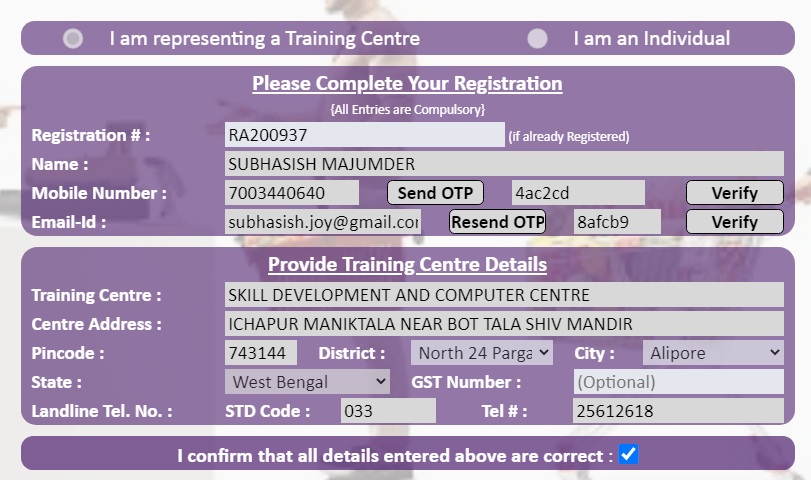 I am representing a Training Centre I am an Individual
Please Complete Your Registration
{All Entries are Compulsory}
Registration # : RA200937 (if already Registered)
Name : SUBHASISH MAJUMDER
Mobile Number : 7003440640 Send OTP 4ac2cd Verify
Email-Id : subhasish.joy@gmail.cor Resend OTP 8afcb9 Verify
Provide Training Centre Details
Training Centre : SKILL DEVELOPMENT AND COMPUTER CENTRE
Centre Address : ICHAPUR MANIKTALA NEAR BOT TALA SHIV MANDIR
Pincode : 743144 District : North 24 Parga City : Alipore
State : West Bengal GST Number : (Optional)
Landline Tel. No. : STD Code : 033 Tel # : 25612618
I confirm that all details entered above are correct :